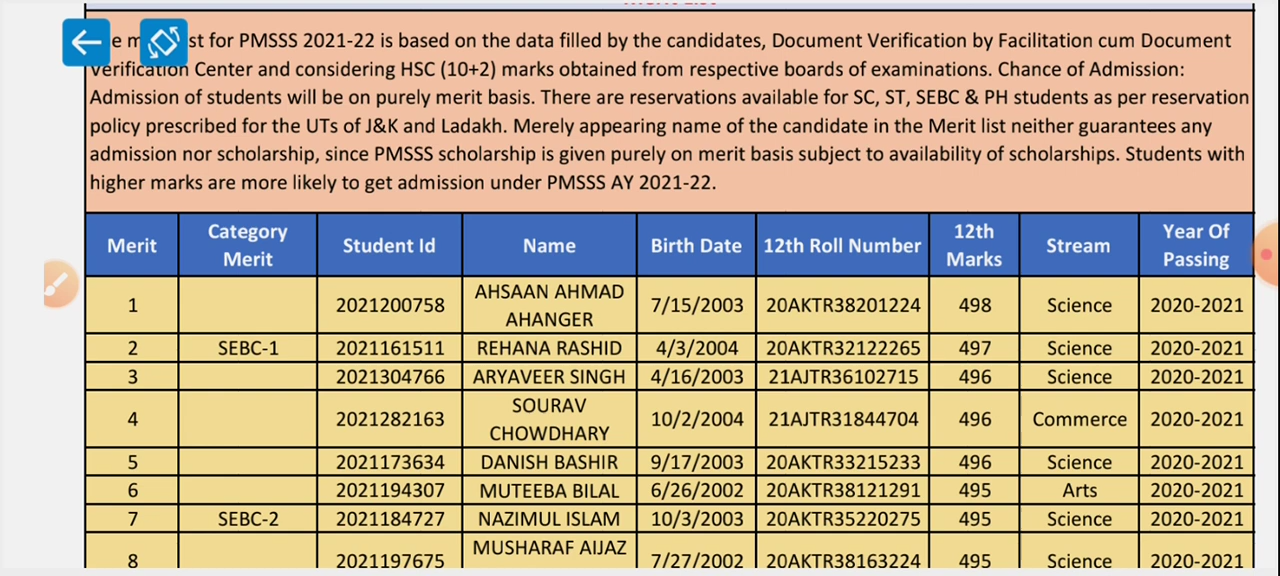 st for PMSSS 2021-22 is based on the data filled by the candidates, Document Verification by Facilitation cum Document
Verification Center and considering HSC (10+2) marks obtained from respective boards of examinations. Chance of Admission:
Admission of students will be on purely merit basis. There are reservations available for SC, ST, SEBC & PH students as per reservation
policy prescribed for the UTs of J&K and Ladakh. Merely appearing name of the candidate in the Merit list neither guarantees any
admission nor scholarship, since PMSSS scholarship is given purely on merit basis subject to availability of scholarships. Students with
higher marks are more likely to get admission under PMSSS AY 2021-22.
Merit Category Merit Student Id Name Birth Date 12th Roll Number 12th Marks Stream Year Of Passing
1 2021200758 AHSAAN AHMAD AHANGER 7/15/2003 20AKTR38201224 498 Science 2020-2021
2 SEBC-1 2021161511 REHANA RASHID 4/3/2004 20AKTR32122265 497 Science 2020-2021
3 2021304766 ARYAVEER SINGH 4/16/2003 21AJTR36102715 496 Science 2020-2021
4 2021282163 SOURAV CHOWDHARY 10/2/2004 21AJTR31844704 496 Commerce 2020-2021
5 2021173634 DANISH BASHIR 9/17/2003 20AKTR33215233 496 Science 2020-2021
6 2021194307 MUTEEBA BILAL 6/26/2002 20AKTR38121291 495 Arts 2020-2021
7 SEBC-2 2021184727 NAZIMUL ISLAM 10/3/2003 20AKTR35220275 495 Science 2020-2021
8 2021197675 MUSHARAF AIJAZ 7/27/2002 20AKTR38163224 495 Science 2020-2021